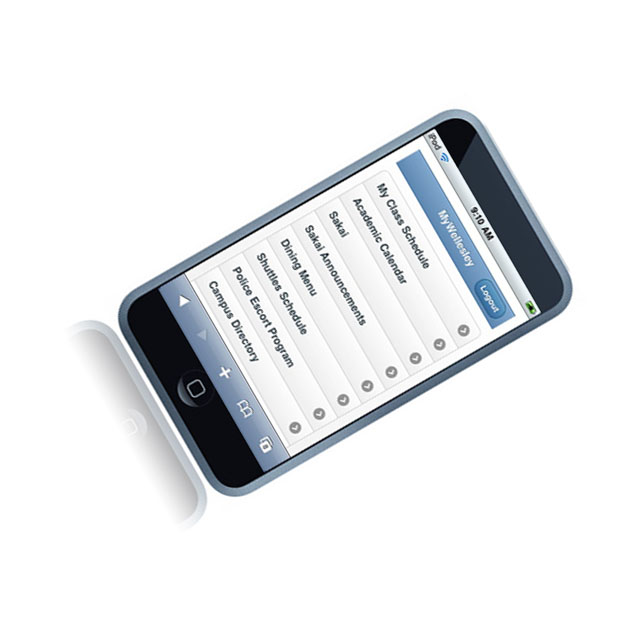 iPod 9:10 AM
MyWellesley Logout
My Class Schedule
Academic Calendar
Sakai
Sakai Announcements
Dining Menu
Shuttles Schedule
Police Escort Program
Campus Directory